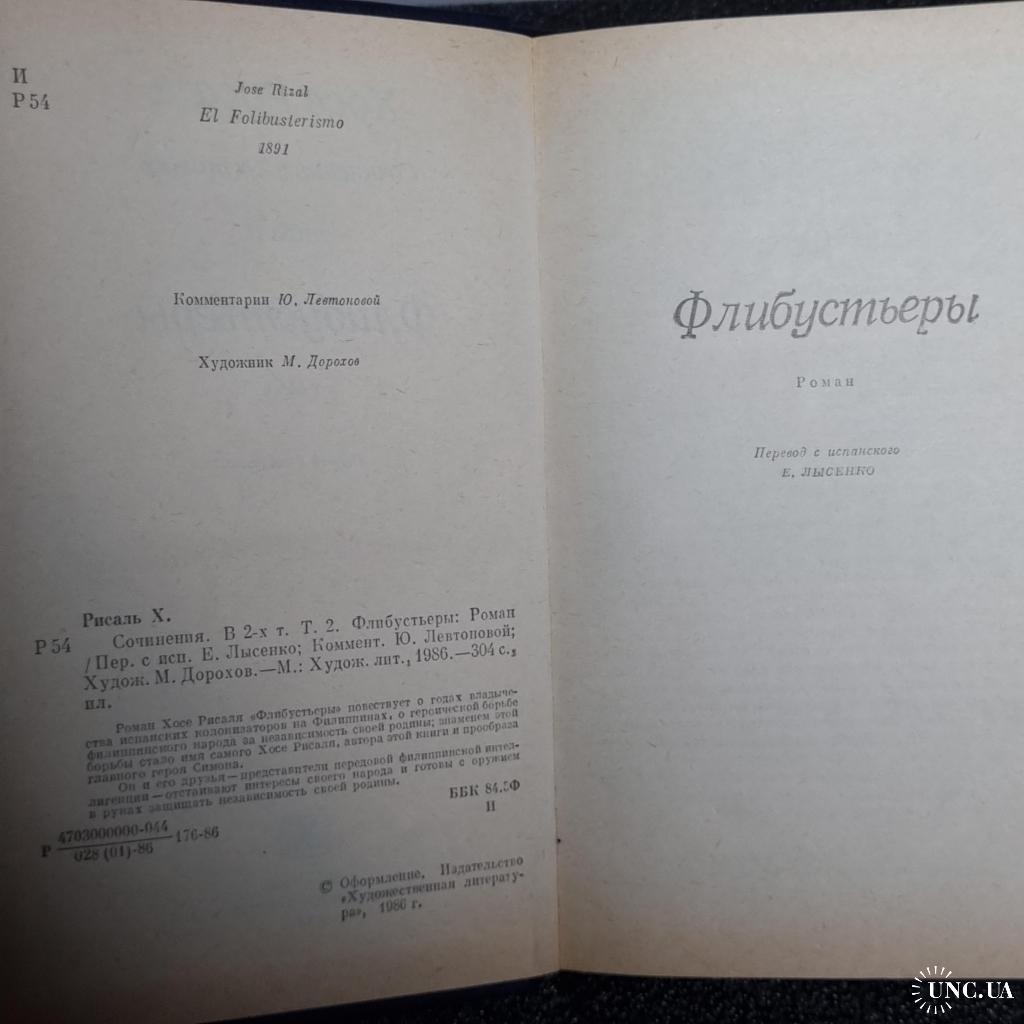 И
Р 54
Jose Rizal
El Folibusterismo
1891
Комментарии Ю. Левтоновой
Художник М. Дорохов
Рисаль Х.
Р 54
Сочинения. В 2-х т. Т. 2. Флибустьеры: Роман
/Пер. с исп. Е. Лысенко; Коммент. Ю. Левтоновой;
Худож. М. Дорохов.—М.: Худож. лит., 1986.—304 с.,
ил.
Роман Хосе Рисаля «Флибустьеры» повествует о годах владыче-
ства испанских колонизаторов на Филиппинах, о героической борьбе
филиппинского народа за независимость своей родины; знаменем этой
борьбы стало имя самого Хосе Рисаля, автора этой книги и прообраза
главного героя Симона.
Он и его друзья—представители передовой филиппинской интел-
лигенции—отстаивают интересы своего народа и готовы с оружием
в руках защищать независимость своей родины.
Р 4703000000-044
028 (01)-86
176-86
ББК 84.5Ф
И
© Оформление. Издательство
«Художественная литерату-
ра», 1986 г.
Флибустьеры
Роман
Перевод с испанского
Е. ЛЫСЕНКО
UNC.UA